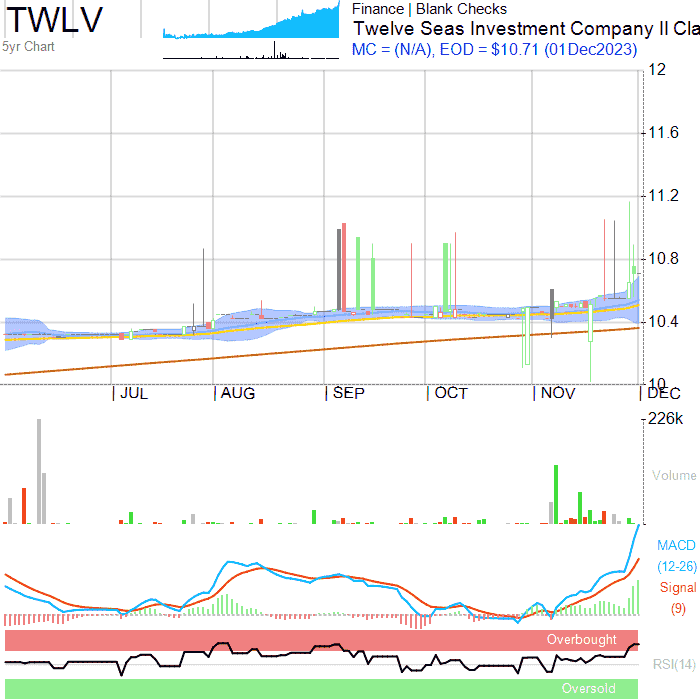 TWLV
5yr Chart
Finance | Blank Checks
Twelve Seas Investment Company II Cla
MC = (N/A), EOD = $10.71 (01Dec2023)
12
11.6
11.2
10.8
10.4
10
JUL AUG SEP OCT NOV DEC
226k
Volume
MACD
(12-26)
Signal
(9)
Overbought
RSI(14)
Oversold